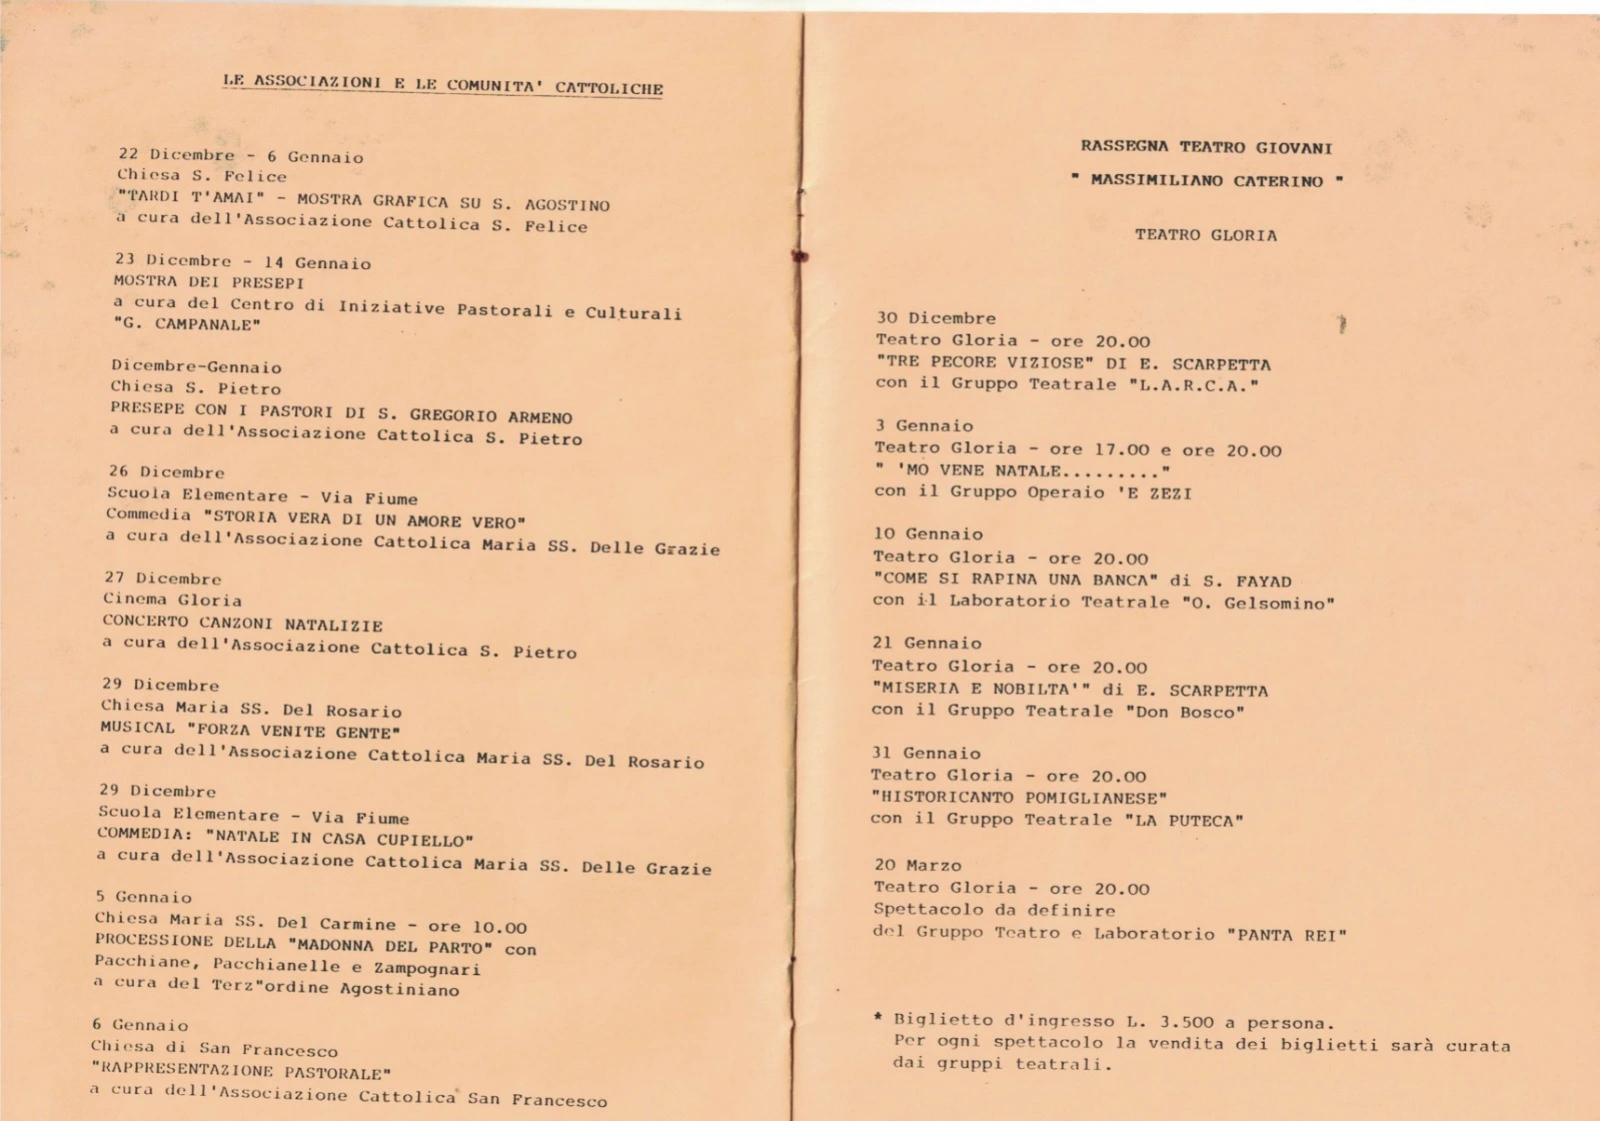 LE ASSOCIAZIONI E LE COMUNITA' CATTOLICHE
22 Dicembre - 6 Gennaio
Chiesa S. Felice
"TARDI T'AMAI" - MOSTRA GRAFICA SU S. AGOSTINO
a cura dell'Associazione Cattolica S. Felice
23 Dicembre - 14 Gennaio
MOSTRA DEI PRESEPI
a cura del Centro di Iniziative Pastorali e Culturali
"G. CAMPANALE"
Dicembre-Gennaio
Chiesa S. Pietro
PRESEPE CON I PASTORI DI S. GREGORIO ARMENO
a cura dell'Associazione Cattolica S. Pietro
26 Dicembre
Scuola Elementare - Via Fiume
Commedia "STORIA VERA DI UN AMORE VERO"
a cura dell'Associazione Cattolica Maria SS. Delle Grazie
27 Dicembre
Cinema Gloria
CONCERTO CANZONI NATALIZIE
a cura dell'Associazione Cattolica S. Pietro
29 Dicembre
Chiesa Maria SS. Del Rosario
MUSICAL "FORZA VENITE GENTE"
a cura dell'Associazione Cattolica Maria SS. Del Rosario
29 Dicembre
Scuola Elementare - Via Fiume
COMMEDIA: "NATALE IN CASA CUPIELLO"
a cura dell'Associazione Cattolica Maria SS. Delle Grazie
5 Gennaio
Chiesa Maria SS. Del Carmine - ore 10.00
PROCESSIONE DELLA "MADONNA DEL PARTO" con
Pacchiane, Pacchianelle e Zampognari
a cura del Terz"ordine Agostiniano
6 Gennaio
Chiesa di San Francesco
"RAPPRESENTAZIONE PASTORALE"
a cura dell'Associazione Cattolica San Francesco
RASSEGNA TEATRO GIOVANI
" MASSIMILIANO CATERINO "
TEATRO GLORIA
30 Dicembre
Teatro Gloria - ore 20.00
"TRE PECORE VIZIOSE" DI E. SCARPETTA
con il Gruppo Teatrale "L.A.R.C.A."
3 Gennaio
Teatro Gloria - ore 17.00 e ore 20.00
" 'MO VENE NATALE........."
con il Gruppo Operaio 'E ZEZI
10 Gennaio
Teatro Gloria - ore 20.00
"COME SI RAPINA UNA BANCA" di S. FAYAD
con il Laboratorio Teatrale "O. Gelsomino"
21 Gennaio
Teatro Gloria - ore 20.00
"MISERIA E NOBILTA'" di E. SCARPETTA
con il Gruppo Teatrale "Don Bosco"
31 Gennaio
Teatro Gloria - ore 20.00
"HISTORICANTO POMIGLIANESE"
con il Gruppo Teatrale "LA PUTECA"
20 Marzo
Teatro Gloria - ore 20.00
Spettacolo da definire
del Gruppo Teatro e Laboratorio "PANTA REI"
* Biglietto d'ingresso L. 3.500 a persona.
Per ogni spettacolo la vendita dei biglietti sarà curata
dai gruppi teatrali.